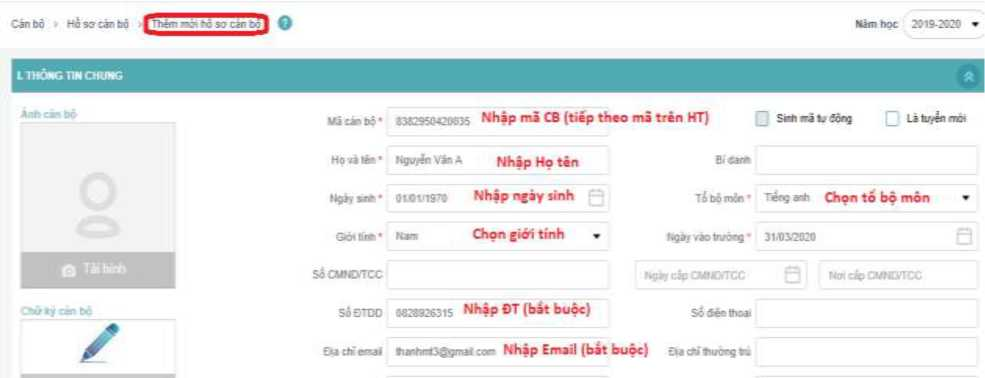 Cán bộ > Hồ sơ cán bộ > Thêm mới hồ sơ cán bộ ? Năm học 2019-2020
I. THÔNG TIN CHUNG
Ảnh cán bộ
Mã cán bộ * 8382950420035 Nhập mã CB (tiếp theo mã trên HT) Sinh mã tự động Là tuyển mới
Họ và tên * Nguyễn Văn A Nhập Họ tên Bí danh
Ngày sinh * 01/01/1970 Nhập ngày sinh Tổ bộ môn * Tiếng anh Chọn tổ bộ môn
Giới tính * Nam Chọn giới tính Ngày vào trường * 31/03/2020
Tải hình
Số CMND/TCC Ngày cấp CMND/TCC Nơi cấp CMND/TCC
Chữ ký cán bộ
Số ĐTDD 0828926315 Nhập ĐT (bắt buộc) Số điện thoại
Địa chỉ email thanhmt3@gmail.com Nhập Email (bắt buộc) Địa chỉ thường trú